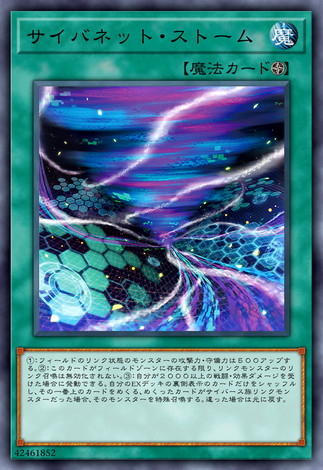 サイバネット・ストーム
魔
【魔法カード】
①:フィールドのリンク状態のモンスターの攻撃力・守備力は500アップす
る。②:このカードがフィールドゾーンに存在する限り、リンクモンスターのリ
ンク召喚は無効化されない。③:自分が2000以上の戦闘・効果ダメージを受
けた場合に発動できる。自分のEXデッキの裏側表示のカードだけをシャッフル
し、その一番上のカードをめくる。めくったカードがサイバース族リンクモンス
ターだった場合、そのモンスターを特殊召喚する。違った場合は元に戻す。
42461852